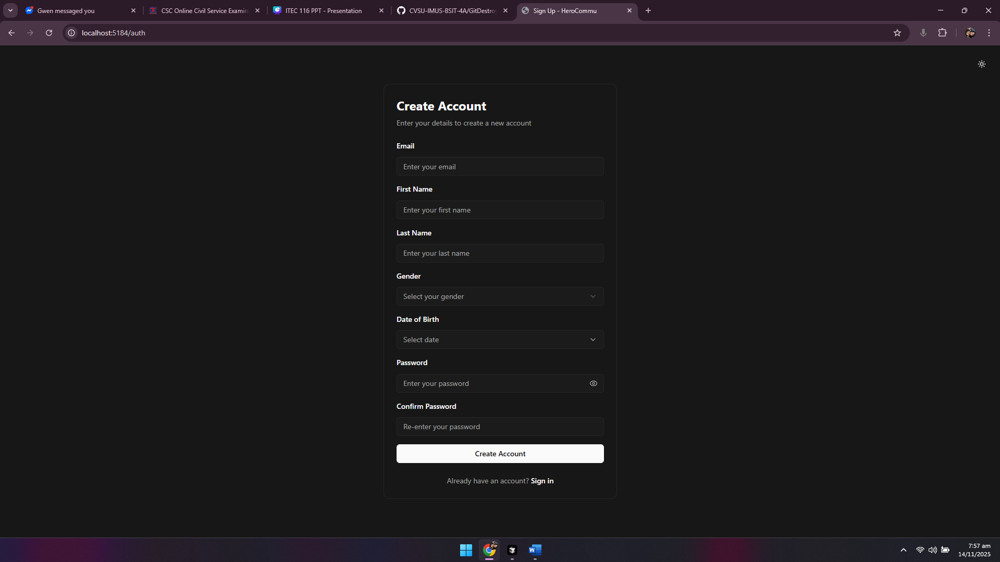 Gwen messaged you
CSC Online Civil Service Examin
ITEC 116 PPT - Presentation
CVSU-IMUS-BSIT-4A/GitDestroy
Sign Up - HeroCommu
localhost:5184/auth
Create Account
Enter your details to create a new account
Email
Enter your email
First Name
Enter your first name
Last Name
Enter your last name
Gender
Select your gender
Date of Birth
Select date
Password
Enter your password
Confirm Password
Re-enter your password
Create Account
Already have an account? Sign in
7:57 am
14/11/2025